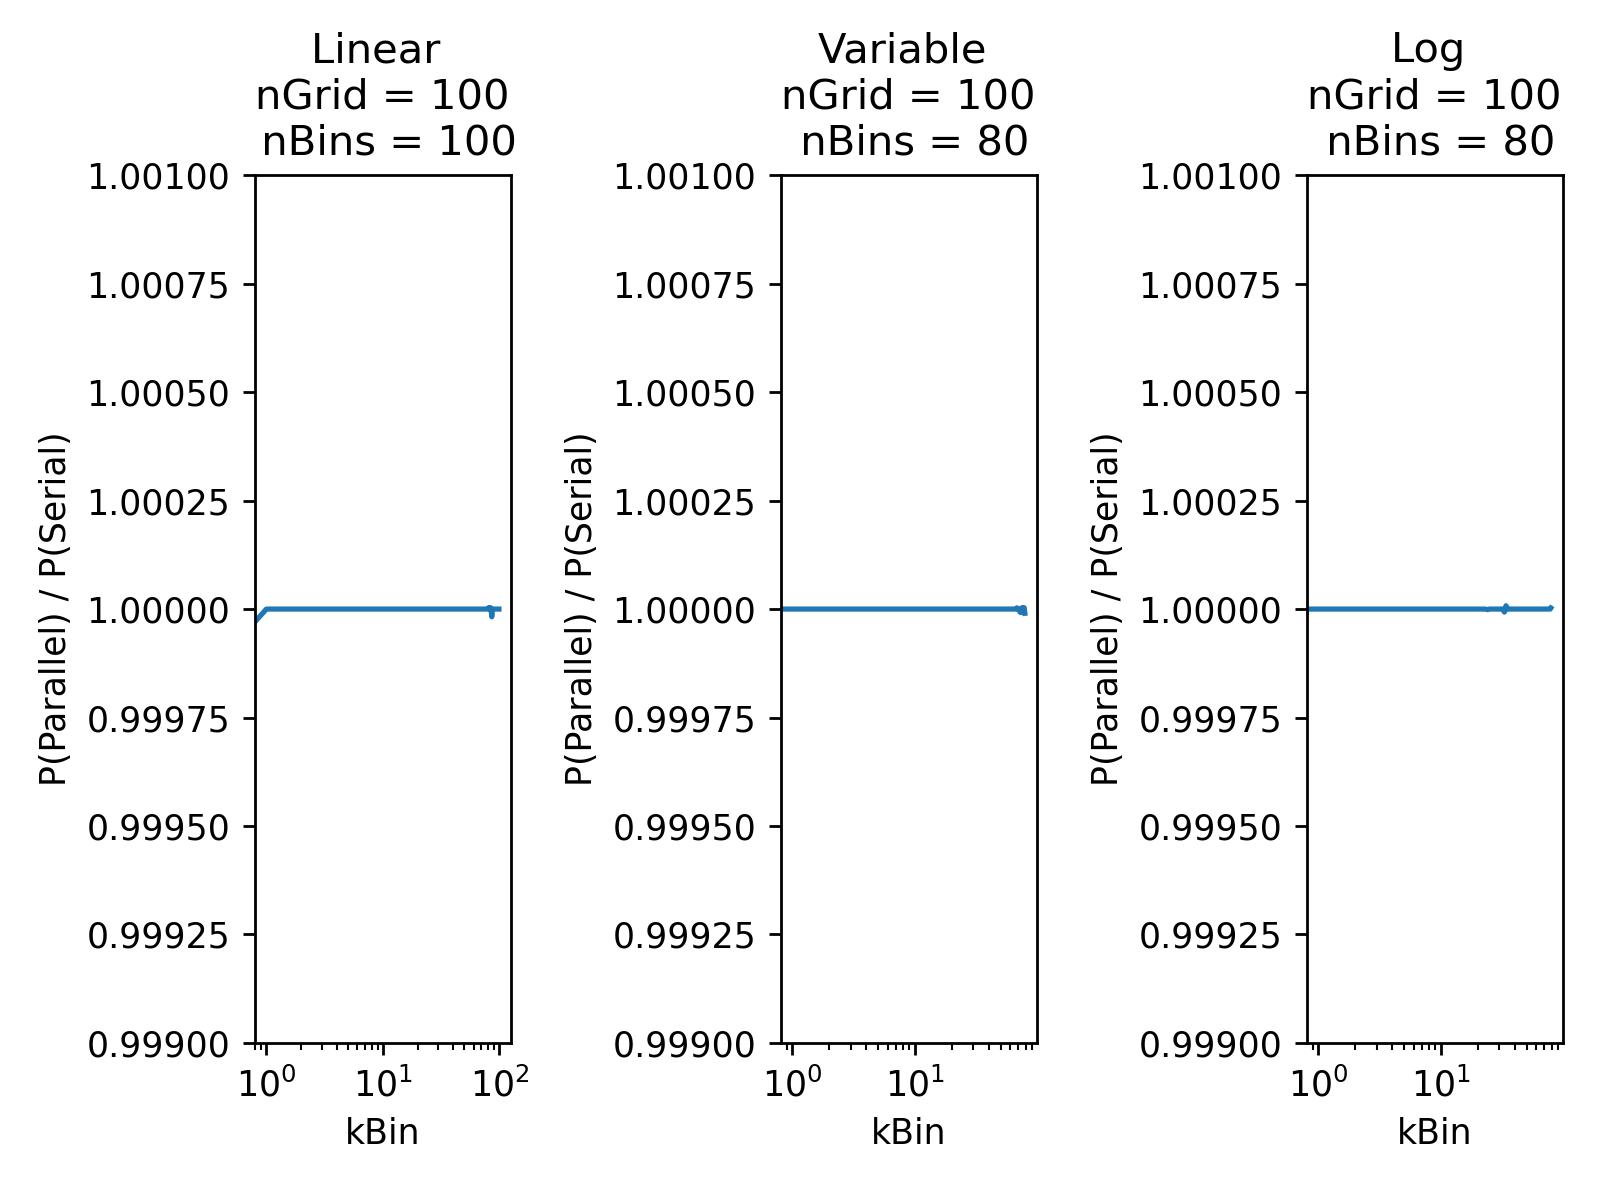 Linear
nGrid = 100
nBins = 100
1.00100
1.00075
1.00050
1.00025
1.00000
0.99975
0.99950
0.99925
0.99900
P(Parallel) / P(Serial)
10⁰ 10¹ 10²
kBin
Variable
nGrid = 100
nBins = 80
1.00100
1.00075
1.00050
1.00025
1.00000
0.99975
0.99950
0.99925
0.99900
P(Parallel) / P(Serial)
10⁰ 10¹
kBin
Log
nGrid = 100
nBins = 80
1.00100
1.00075
1.00050
1.00025
1.00000
0.99975
0.99950
0.99925
0.99900
P(Parallel) / P(Serial)
10⁰ 10¹
kBin